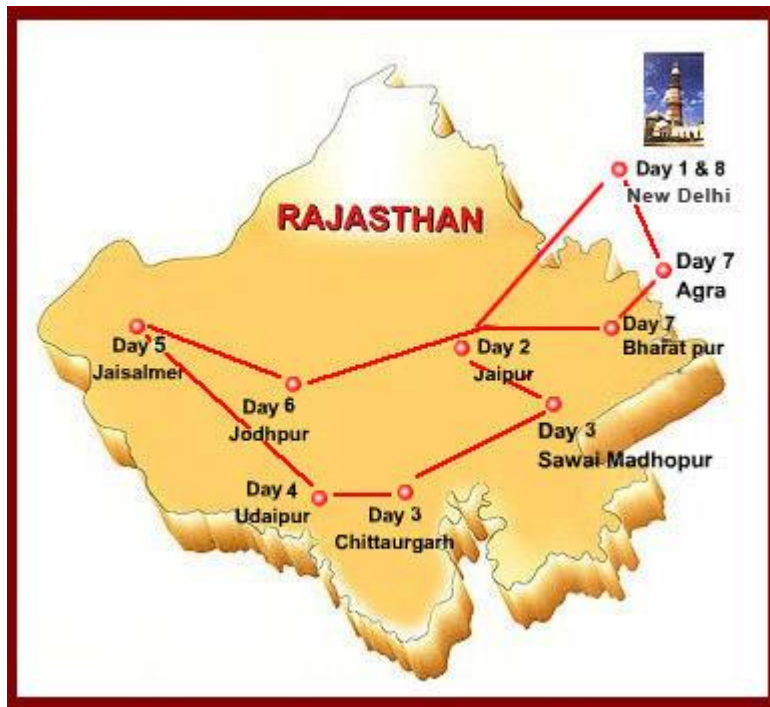 Day 1 & 8
New Delhi
RAJASTHAN
Day 7
Agra
Day 7
Bharat pur
Day 5
Jaisalmer
Day 2
Jaipur
Day 6
Jodhpur
Day 3
Sawai Madhopur
Day 4
Udaipur
Day 3
Chittaurgarh